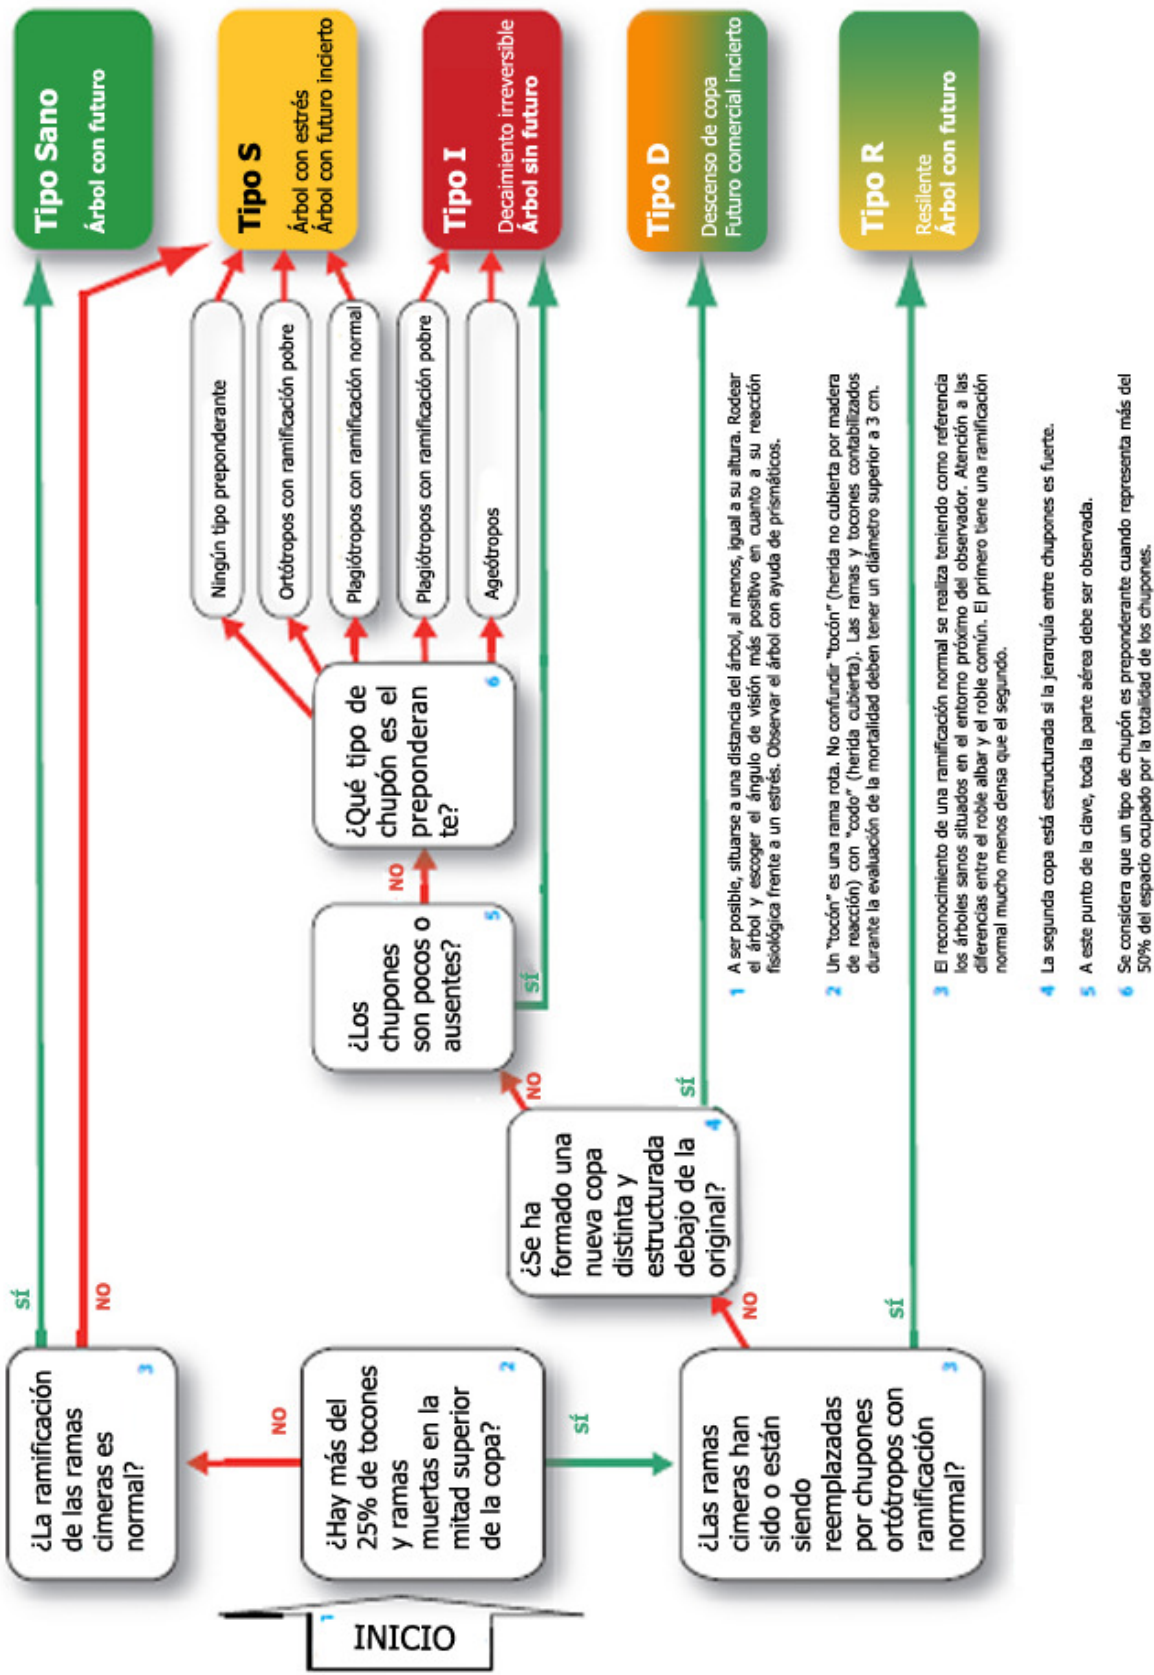 INICIO
1
¿Hay más del
25% de tocones
y ramas
muertas en la
mitad superior
de la copa?
2
NO
SÍ
¿La ramificación
de las ramas
cimeras es
normal?
3
SÍ
NO
¿Las ramas
cimeras han
sido o están
siendo
reemplazadas
por chupones
ortótropos con
ramificación
normal?
3
NO
SÍ
¿Se ha
formado una
nueva copa
distinta y
estructurada
debajo de la
original?
4
NO
SÍ
¿Los
chupones
son pocos o
ausentes?
5
NO
SÍ
¿Qué tipo de
chupón es el
preponderan
te?
6
Ningún tipo preponderante
Ortótropos con ramificación pobre
Plagiótropos con ramificación normal
Plagiótropos con ramificación pobre
Ageótropos
Tipo Sano
Árbol con futuro
Tipo S
Árbol con estrés
Árbol con futuro incierto
Tipo I
Decaimiento irreversible
Árbol sin futuro
Tipo D
Descenso de copa
Futuro comercial incierto
Tipo R
Resilente
Árbol con futuro
1 A ser posible, situarse a una distancia del árbol, al menos, igual a su altura. Rodear
el árbol y escoger el ángulo de visión más positivo en cuanto a su reacción
fisiológica frente a un estrés. Observar el árbol con ayuda de prismáticos.
2 Un "tocón" es una rama rota. No confundir "tocón" (herida no cubierta por madera
de reacción) con "codo" (herida cubierta). Las ramas y tocones contabilizados
durante la evaluación de la mortalidad deben tener un diámetro superior a 3 cm.
3 El reconocimiento de una ramificación normal se realiza teniendo como referencia
los árboles sanos situados en el entorno próximo del observador. Atención a las
diferencias entre el roble albar y el roble común. El primero tiene una ramificación
normal mucho menos densa que el segundo.
4 La segunda copa está estructurada si la jerarquía entre chupones es fuerte.
5 A este punto de la clave, toda la parte aérea debe ser observada.
6 Se considera que un tipo de chupón es preponderante cuando representa más del
50% del espacio ocupado por la totalidad de los chupones.